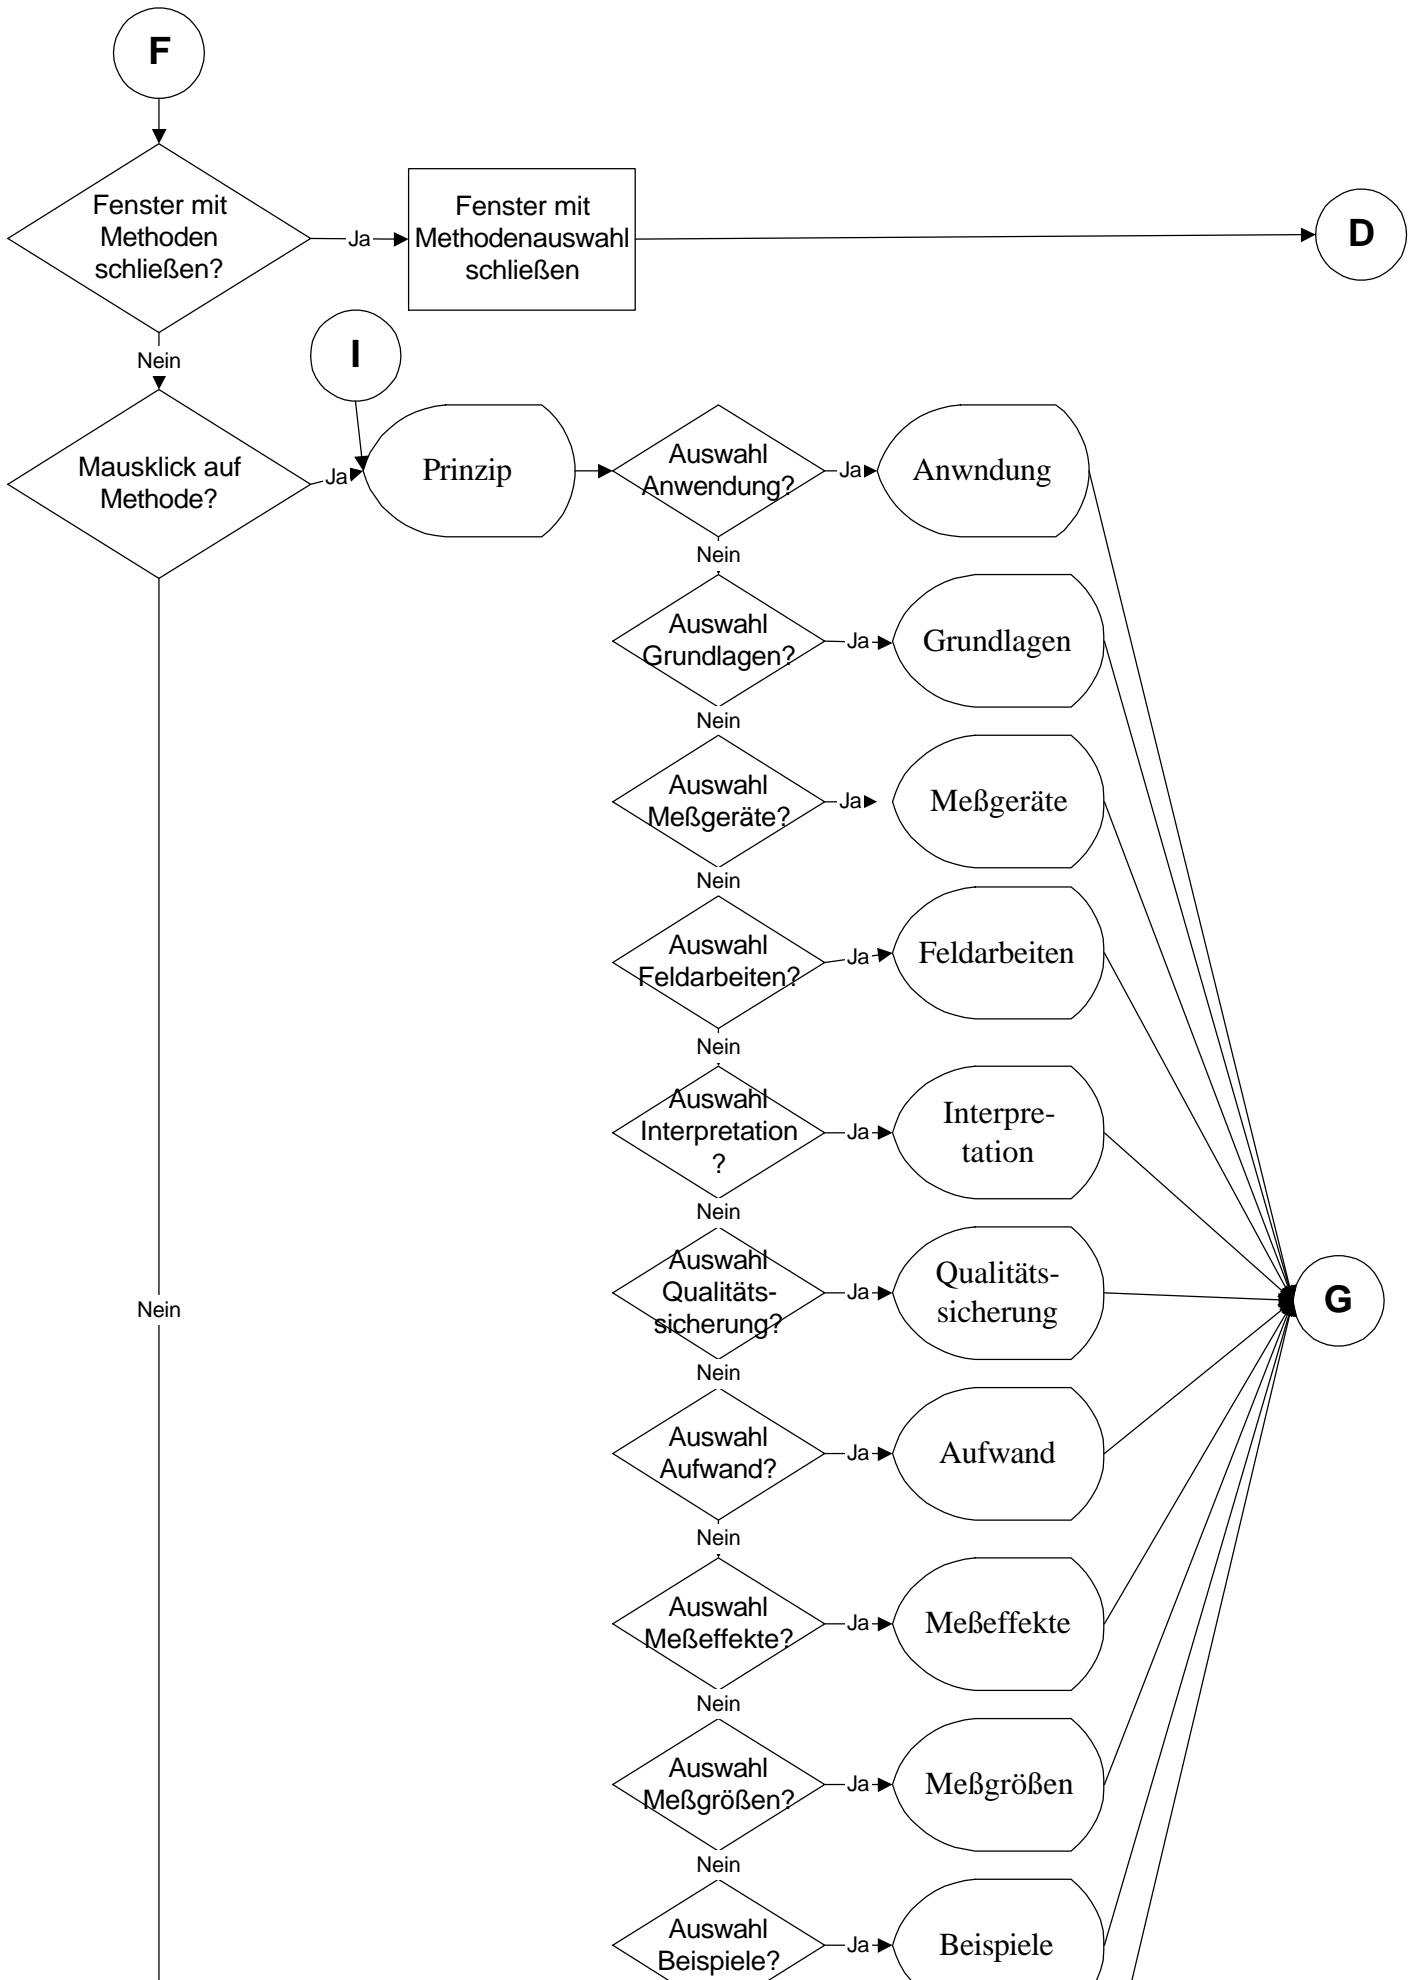 F
Fenster mit
Methoden
schließen?
Ja
Fenster mit
Methodenauswahl
schließen
D
Nein
I
Mausklick auf
Methode?
Ja
Prinzip
Auswahl
Anwendung?
Ja
Anwndung
Nein
Auswahl
Grundlagen?
Ja
Grundlagen
Nein
Auswahl
Meßgeräte?
Ja
Meßgeräte
Nein
Auswahl
Feldarbeiten?
Ja
Feldarbeiten
Nein
Auswahl
Interpretation
?
Ja
Interpre-
tation
Nein
Auswahl
Qualitäts-
sicherung?
Ja
Qualitäts-
sicherung
G
Nein
Nein
Auswahl
Aufwand?
Ja
Aufwand
Nein
Auswahl
Meßeffekte?
Ja
Meßeffekte
Nein
Auswahl
Meßgrößen?
Ja
Meßgrößen
Nein
Auswahl
Beispiele?
Ja
Beispiele